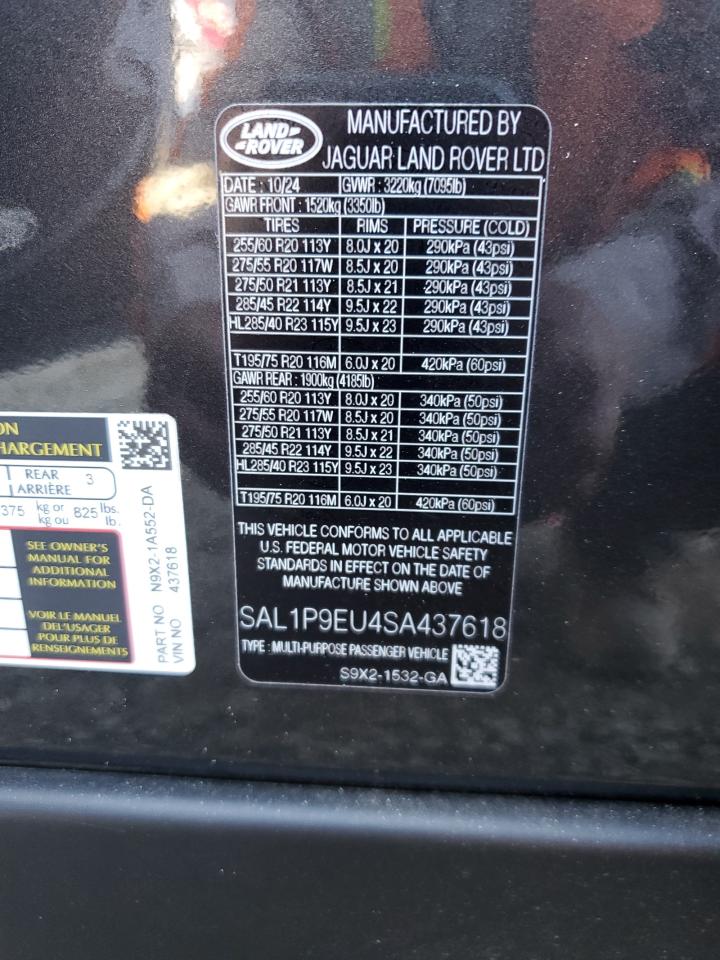 LAND ROVER
MANUFACTURED BY
JAGUAR LAND ROVER LTD
DATE : 10/24 GVWR : 3220kg (7095lb)
GAWR FRONT : 1520kg (3350lb)
TIRES RIMS PRESSURE (COLD)
255/60 R20 113Y 8.0J x 20 290kPa (43psi)
275/55 R20 117W 8.5J x 20 290kPa (43psi)
275/50 R21 113Y 8.5J x 21 290kPa (43psi)
285/45 R22 114Y 9.5J x 22 290kPa (43psi)
HL285/40 R23 115Y 9.5J x 23 290kPa (43psi)
T195/75 R20 116M 6.0J x 20 420kPa (60psi)
GAWR REAR : 1900kg (4185lb)
255/60 R20 113Y 8.0J x 20 340kPa (50psi)
275/55 R20 117W 8.5J x 20 340kPa (50psi)
275/50 R21 113Y 8.5J x 21 340kPa (50psi)
285/45 R22 114Y 9.5J x 22 340kPa (50psi)
HL285/40 R23 115Y 9.5J x 23 340kPa (50psi)
T195/75 R20 116M 6.0J x 20 420kPa (60psi)
THIS VEHICLE CONFORMS TO ALL APPLICABLE
U.S. FEDERAL MOTOR VEHICLE SAFETY
STANDARDS IN EFFECT ON THE DATE OF
MANUFACTURE SHOWN ABOVE
SAL1P9EU4SA437618
TYPE : MULTI-PURPOSE PASSENGER VEHICLE
S9X2-1532-GA
ON
HARGEMENT
REAR 3
ARRIÈRE
375 kg or 825 lbs.
kg ou lb.
SEE OWNER'S
MANUAL FOR
ADDITIONAL
INFORMATION
VOIR LE MANUEL
DEL'USAGER
POUR PLUS DE
RENSEIGNEMENTS
PART NO N9X2-1A552-DA
VIN NO 437618